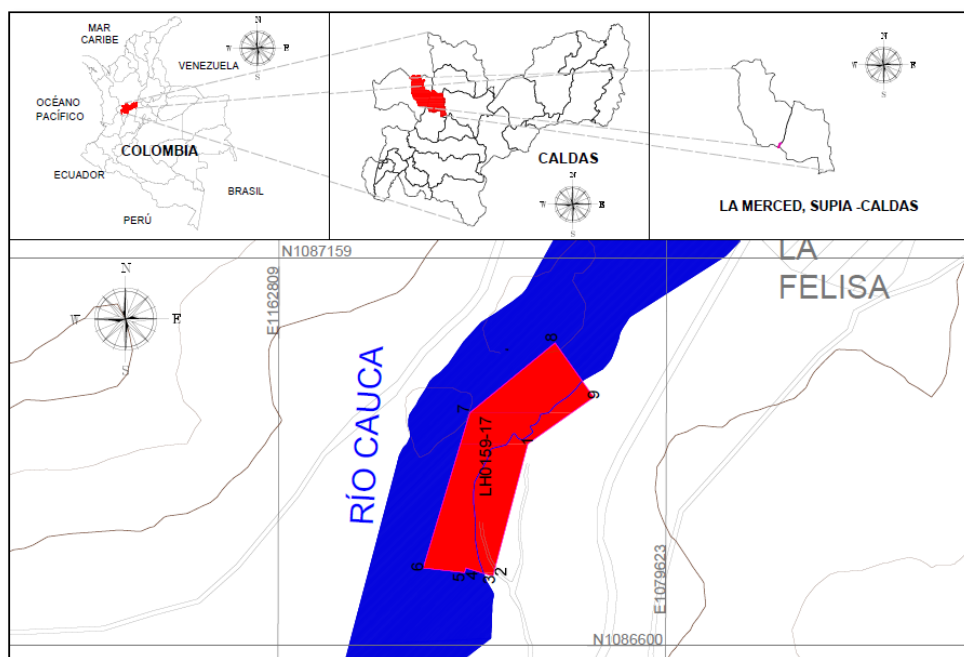 MAR
CARIBE
N
W
E
S
VENEZUELA
OCÉANO
PACÍFICO
COLOMBIA
ECUADOR
BRASIL
PERÚ
CALDAS
N
W
E
S
N
W
E
S
LA MERCED, SUPIA -CALDAS
N1087159
E1162809
LA
FELISA
N
W
E
S
RÍO CAUCA
8
9
7
LH0159-17
1
6
5
4
3
2
E1079623
N1086600